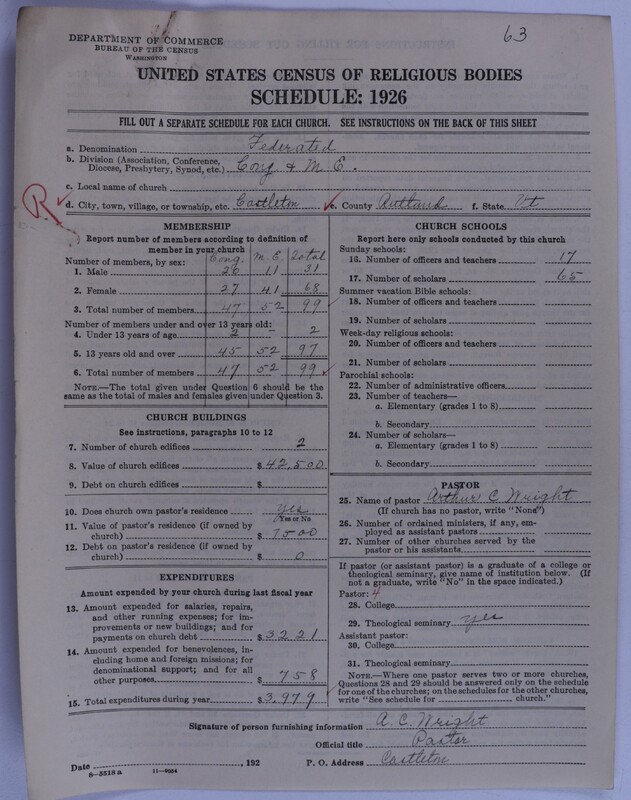 63
DEPARTMENT OF COMMERCE
BUREAU OF THE CENSUS
WASHINGTON
UNITED STATES CENSUS OF RELIGIOUS BODIES
SCHEDULE: 1926
FILL OUT A SEPARATE SCHEDULE FOR EACH CHURCH. SEE INSTRUCTIONS ON THE BACK OF THIS SHEET
a. Denomination Federated
b. Division (Association, Conference,
Diocese, Presbytery, Synod, etc.) Cong & M. E.
c. Local name of church
R
d. City, town, village, or township, etc. Castleton e. County Rutland f. State Vt.
MEMBERSHIP
Report number of members according to definition of
member in your church
Number of members, by sex: Cong. M. E. Total
1. Male 20 11 31
2. Female 27 41 68
3. Total number of members 47 52 99
Number of members under and over 13 years old:
4. Under 13 years of age 2 – 2
5. 13 years old and over 45 52 97
6. Total number of members 47 52 99
NOTE.—The total given under Question 6 should be the
same as the total of males and females given under Question 3.
CHURCH BUILDINGS
See instructions, paragraphs 10 to 12
7. Number of church edifices 2
8. Value of church edifices $ 42,500
9. Debt on church edifices $
10. Does church own pastor's residence yes
Yes or No
11. Value of pastor's residence (if owned by
church) $ 7500
12. Debt on pastor's residence (if owned by
church) $ 0
EXPENDITURES
Amount expended by your church during last fiscal year
13. Amount expended for salaries, repairs,
and other running expenses; for im-
provements or new buildings; and for
payments on church debt $ 3221
14. Amount expended for benevolences, in-
cluding home and foreign missions; for
denominational support; and for all
other purposes $ 758
15. Total expenditures during year $ 3,979
CHURCH SCHOOLS
Report here only schools conducted by this church
Sunday schools:
16. Number of officers and teachers 17
17. Number of scholars 65
Summer vacation Bible schools:
18. Number of officers and teachers
19. Number of scholars
Week-day religious schools:
20. Number of officers and teachers
21. Number of scholars
Parochial schools:
22. Number of administrative officers
23. Number of teachers—
a. Elementary (grades 1 to 8)
b. Secondary
24. Number of scholars—
a. Elementary (grades 1 to 8)
b. Secondary
PASTOR
25. Name of pastor Arthur C. Wright
(If church has no pastor, write "None")
26. Number of ordained ministers, if any, em-
ployed as assistant pastors
27. Number of other churches served by the
pastor or his assistants
If pastor (or assistant pastor) is a graduate of a college or
theological seminary, give name of institution below. (If
not a graduate, write "No" in the space indicated.)
Pastor: 4
28. College
29. Theological seminary yes
Assistant pastor:
30. College
31. Theological seminary
NOTE.—Where one pastor serves two or more churches,
Questions 28 and 29 should be answered only on the schedule
for one of the churches; on the schedules for the other churches,
write "See schedule for church."
Signature of person furnishing information A. C. Wright
Official title Pastor
Date , 192 P. O. Address Castleton
8—5518 a 11—9024